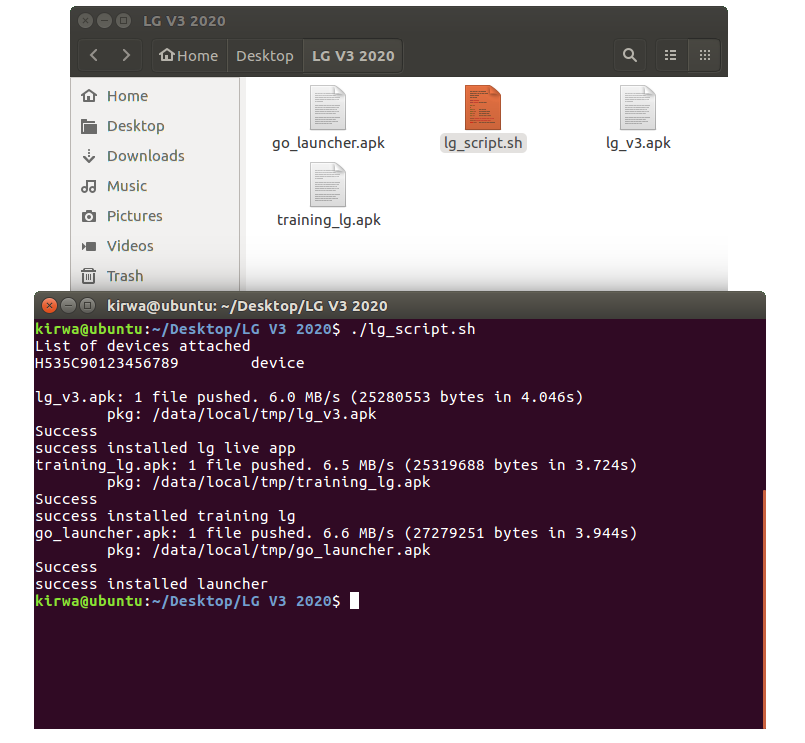 LG V3 2020
Home Desktop LG V3 2020
Home
Desktop
Downloads
Music
Pictures
Videos
Trash
go_launcher.apk
lg_script.sh
lg_v3.apk
training_lg.apk
kirwa@ubuntu: ~/Desktop/LG V3 2020
kirwa@ubuntu:~/Desktop/LG V3 2020$ ./lg_script.sh
List of devices attached
H535C90123456789        device
lg_v3.apk: 1 file pushed. 6.0 MB/s (25280553 bytes in 4.046s)
        pkg: /data/local/tmp/lg_v3.apk
Success
success installed lg live app
training_lg.apk: 1 file pushed. 6.5 MB/s (25319688 bytes in 3.724s)
        pkg: /data/local/tmp/training_lg.apk
Success
success installed training lg
go_launcher.apk: 1 file pushed. 6.6 MB/s (27279251 bytes in 3.944s)
        pkg: /data/local/tmp/go_launcher.apk
Success
success installed launcher
kirwa@ubuntu:~/Desktop/LG V3 2020$